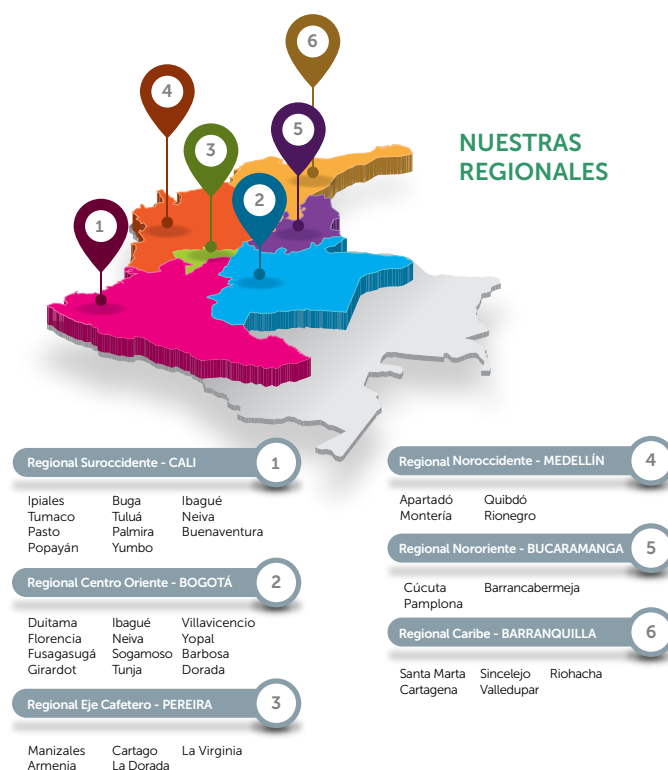 6
4
5
3
2
1
NUESTRAS
REGIONALES
Regional Suroccidente - CALI 1
Ipiales Buga Ibagué
Tumaco Tuluá Neiva
Pasto Palmira Buenaventura
Popayán Yumbo
Regional Centro Oriente - BOGOTÁ 2
Duitama Ibagué Villavicencio
Florencia Neiva Yopal
Fusagasugá Sogamoso Barbosa
Girardot Tunja Dorada
Regional Eje Cafetero - PEREIRA 3
Manizales Cartago La Virginia
Armenia La Dorada
Regional Noroccidente - MEDELLÍN 4
Apartadó Quibdó
Montería Rionegro
Regional Nororiente - BUCARAMANGA 5
Cúcuta Barrancabermeja
Pamplona
Regional Caribe - BARRANQUILLA 6
Santa Marta Sincelejo Riohacha
Cartagena Valledupar